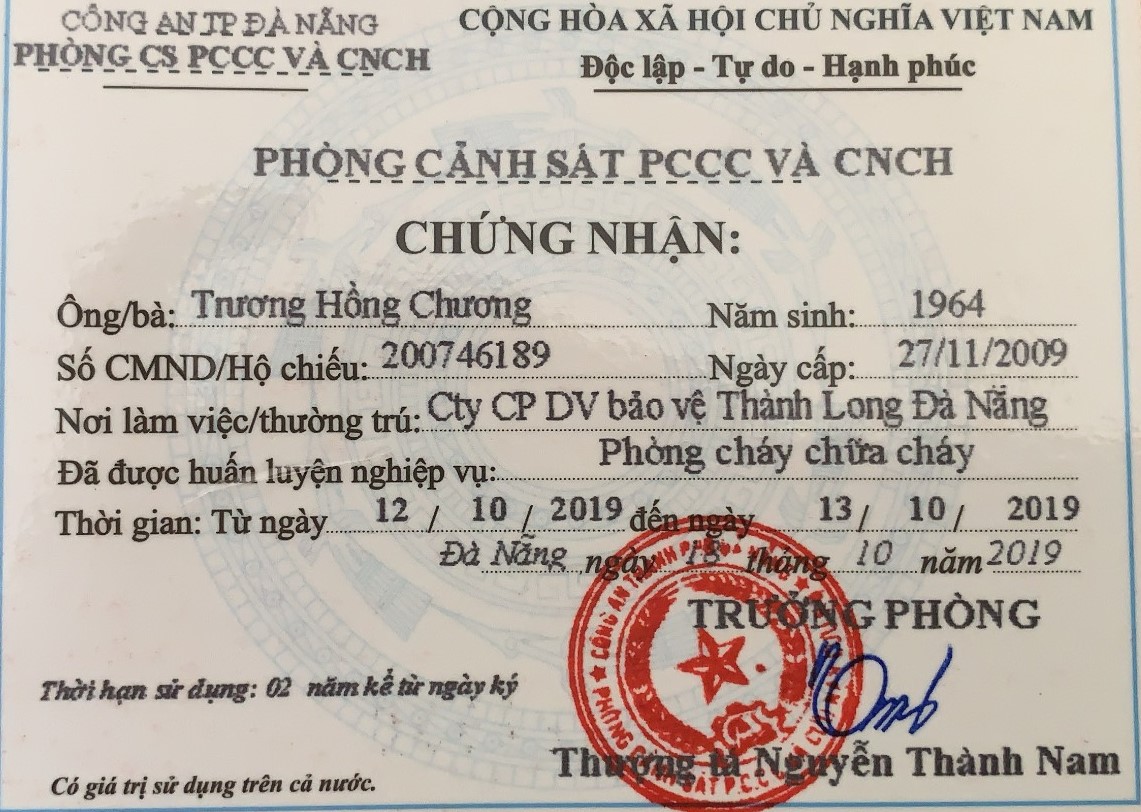 CÔNG AN TP ĐÀ NẴNG
PHÒNG CS PCCC VÀ CNCH
CỘNG HÒA XÃ HỘI CHỦ NGHĨA VIỆT NAM
Độc lập - Tự do - Hạnh phúc
PHÒNG CẢNH SÁT PCCC VÀ CNCH
CHỨNG NHẬN:
Ông/bà: Trương Hồng Chương Năm sinh: 1964
Số CMND/Hộ chiếu: 200746189 Ngày cấp: 27/11/2009
Nơi làm việc/thường trú: Cty CP DV bảo vệ Thành Long Đà Nẵng
Đã được huấn luyện nghiệp vụ: Phòng cháy chữa cháy
Thời gian: Từ ngày 12 / 10 / 2019 đến ngày 13/ 10 / 2019
Đà Nẵng, ngày 18 tháng 10 năm 2019
TRƯỞNG PHÒNG
Thời hạn sử dụng: 02 năm kể từ ngày ký
Thượng tá Nguyễn Thành Nam
Có giá trị sử dụng trên cả nước.